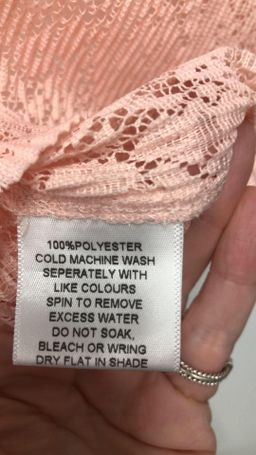 100%POLYESTER
COLD MACHINE WASH
SEPERATELY WITH
LIKE COLOURS
SPIN TO REMOVE
EXCESS WATER
DO NOT SOAK,
BLEACH OR WRING
DRY FLAT IN SHADE